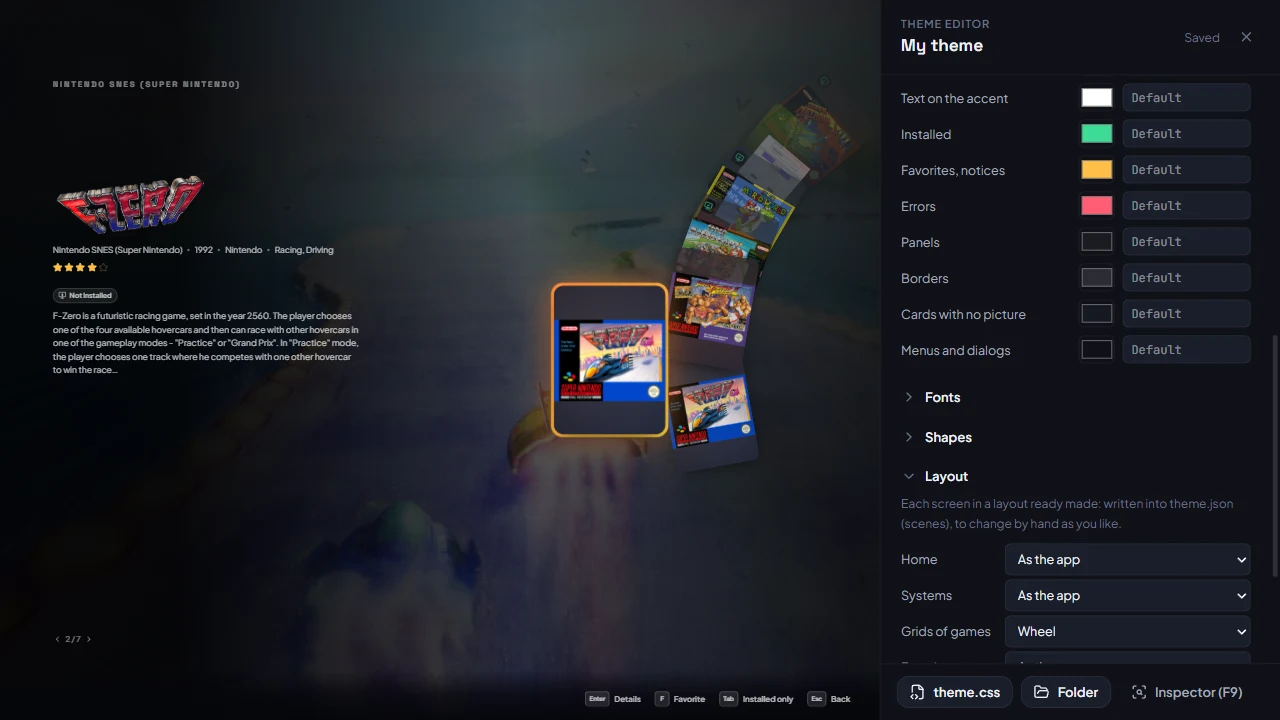 NINTENDO SNES (SUPER NINTENDO)
F-ZERO
Nintendo SNES (Super Nintendo) • 1992 • Nintendo • Racing, Driving
Not installed
F-Zero is a futuristic racing game, set in the year 2560. The player chooses
one of the four available hovercars and then can race with other hovercars in
one of the gameplay modes - "Practice" or "Grand Prix". In "Practice" mode,
the player chooses one track where he competes with one other hovercar
to win the race...
2/7
F-ZERO
SUPER NINTENDO
Enter Details F Favorite Tab Installed only Esc Back
THEME EDITOR
My theme
Saved
Text on the accent Default
Installed Default
Favorites, notices Default
Errors Default
Panels Default
Borders Default
Cards with no picture Default
Menus and dialogs Default
Fonts
Shapes
Layout
Each screen in a layout ready made: written into theme.json
(scenes), to change by hand as you like.
Home As the app
Systems As the app
Grids of games Wheel
theme.css Folder Inspector (F9)